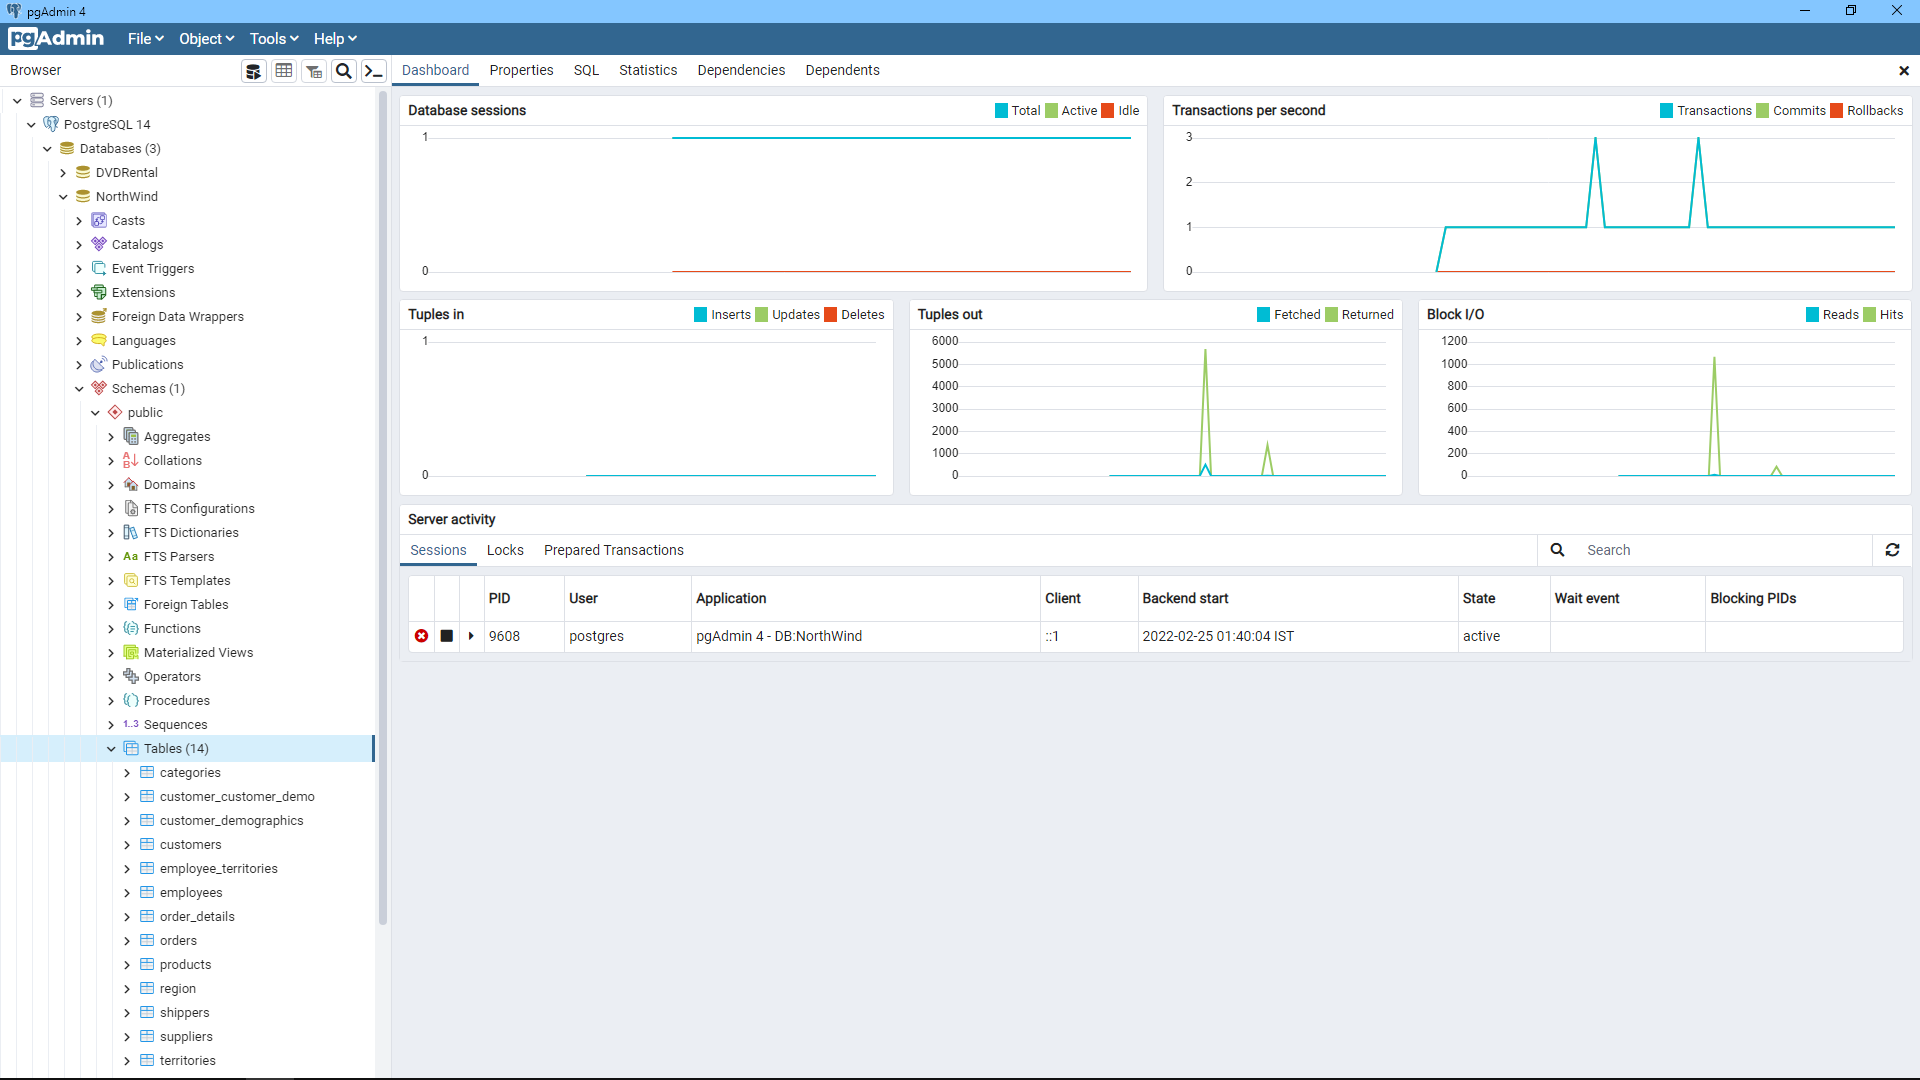 pgAdmin 4
pgAdmin File Object Tools Help
Browser
Dashboard Properties SQL Statistics Dependencies Dependents
Servers (1)
PostgreSQL 14
Databases (3)
DVDRental
NorthWind
Casts
Catalogs
Event Triggers
Extensions
Foreign Data Wrappers
Languages
Publications
Schemas (1)
public
Aggregates
Collations
Domains
FTS Configurations
FTS Dictionaries
Aa FTS Parsers
FTS Templates
Foreign Tables
Functions
Materialized Views
Operators
Procedures
1..3 Sequences
Tables (14)
categories
customer_customer_demo
customer_demographics
customers
employee_territories
employees
order_details
orders
products
region
shippers
suppliers
territories
Database sessions Total Active Idle
1
0
Transactions per second Transactions Commits Rollbacks
3
2
1
0
Tuples in Inserts Updates Deletes
1
0
Tuples out Fetched Returned
6000
5000
4000
3000
2000
1000
0
Block I/O Reads Hits
1200
1000
800
600
400
200
0
Server activity
Sessions Locks Prepared Transactions Search
PID User Application Client Backend start State Wait event Blocking PIDs
9608 postgres pgAdmin 4 - DB:NorthWind ::1 2022-02-25 01:40:04 IST active